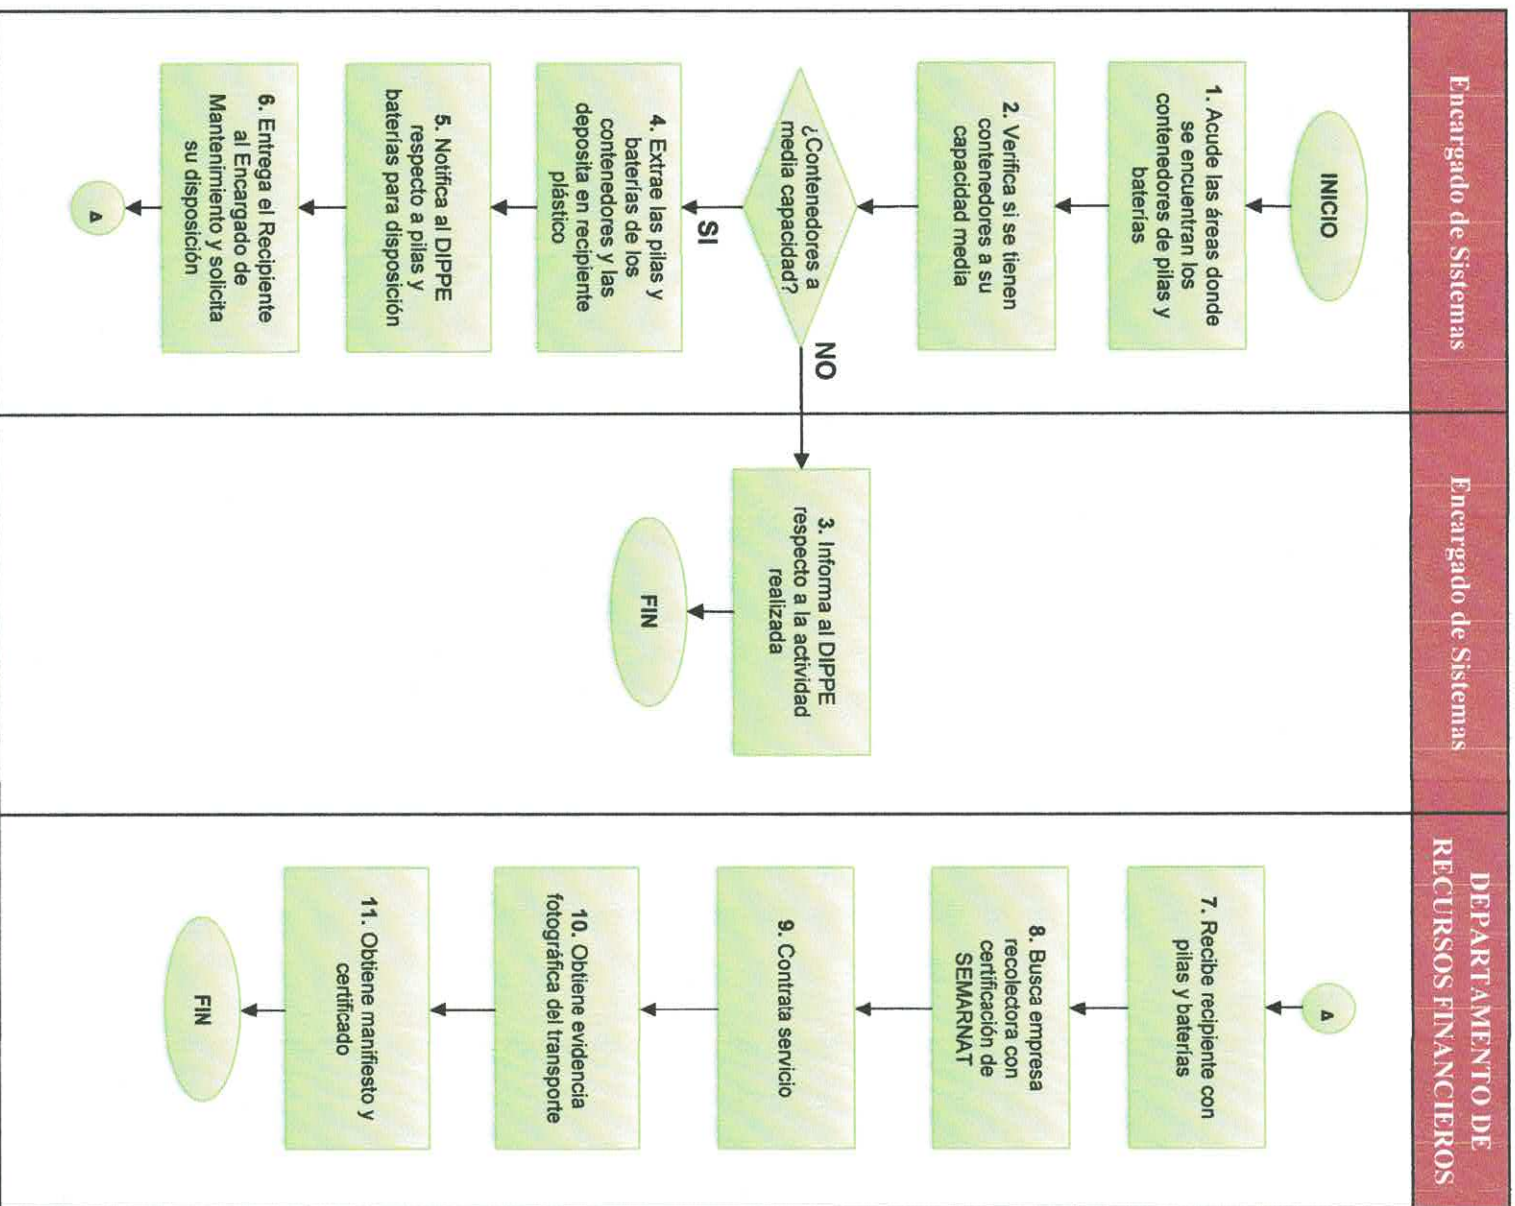 Encargado de Sistemas
INICIO
1. Acude las áreas donde
se encuentran los
contenedores de pilas y
baterías
2. Verifica si se tienen
contenedores a su
capacidad media
¿Contenedores a
media capacidad?
NO
SI
4. Extrae las pilas y
baterías de los
contenedores y las
deposita en recipiente
plástico
5. Notifica al DIPPE
respecto a pilas y
baterías para disposición
6. Entrega el Recipiente
al Encargado de
Mantenimiento y solicita
su disposición
A
Encargado de Sistemas
3. Informa al DIPPE
respecto a la actividad
realizada
FIN
DEPARTAMENTO DE
RECURSOS FINANCIEROS
A
7. Recibe recipiente con
pilas y baterías
8. Busca empresa
recolectora con
certificación de
SEMARNAT
9. Contrata servicio
10. Obtiene evidencia
fotográfica del transporte
11. Obtiene manifiesto y
certificado
FIN